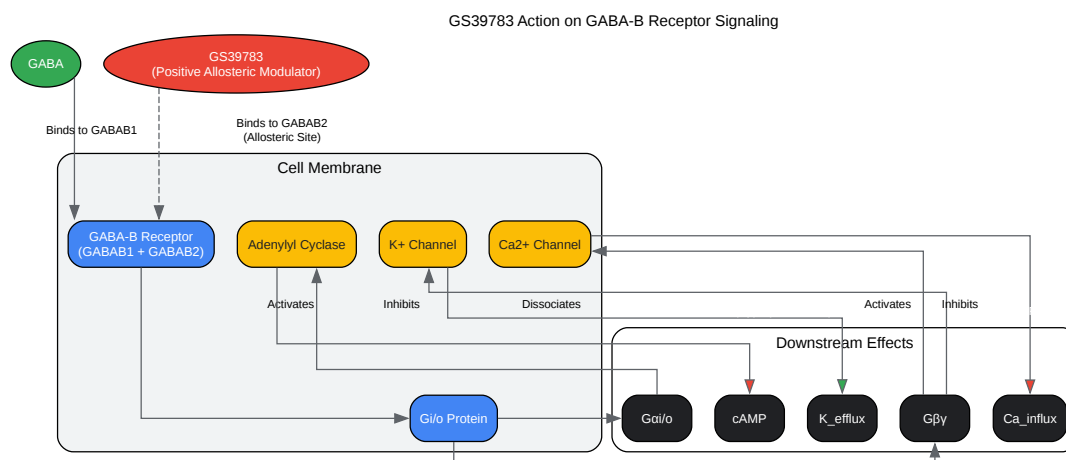 GS39783 Action on GABA-B Receptor Signaling
GABA
GS39783
(Positive Allosteric Modulator)
Binds to GABAB1
Binds to GABAB2
(Allosteric Site)
Cell Membrane
GABA-B Receptor
(GABAB1 + GABAB2)
Adenylyl Cyclase
K+ Channel
Ca2+ Channel
Activates
Inhibits
Dissociates
Activates
Inhibits
Downstream Effects
Gi/o Protein
Gαi/o
cAMP
K_efflux
Gβγ
Ca_influx